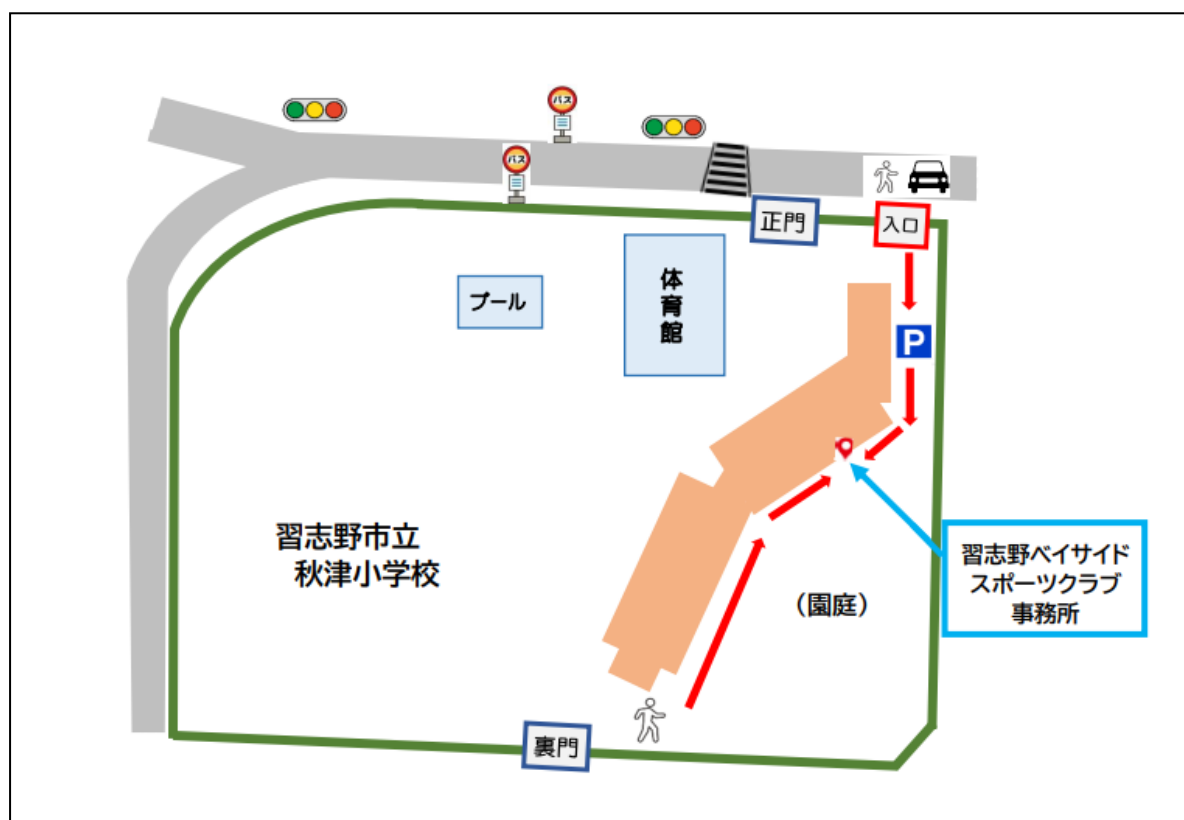 バス
バス
正門
入口
プール
体育館
P
習志野市立
秋津小学校
習志野ベイサイド
スポーツクラブ
事務所
（園庭）
裏門